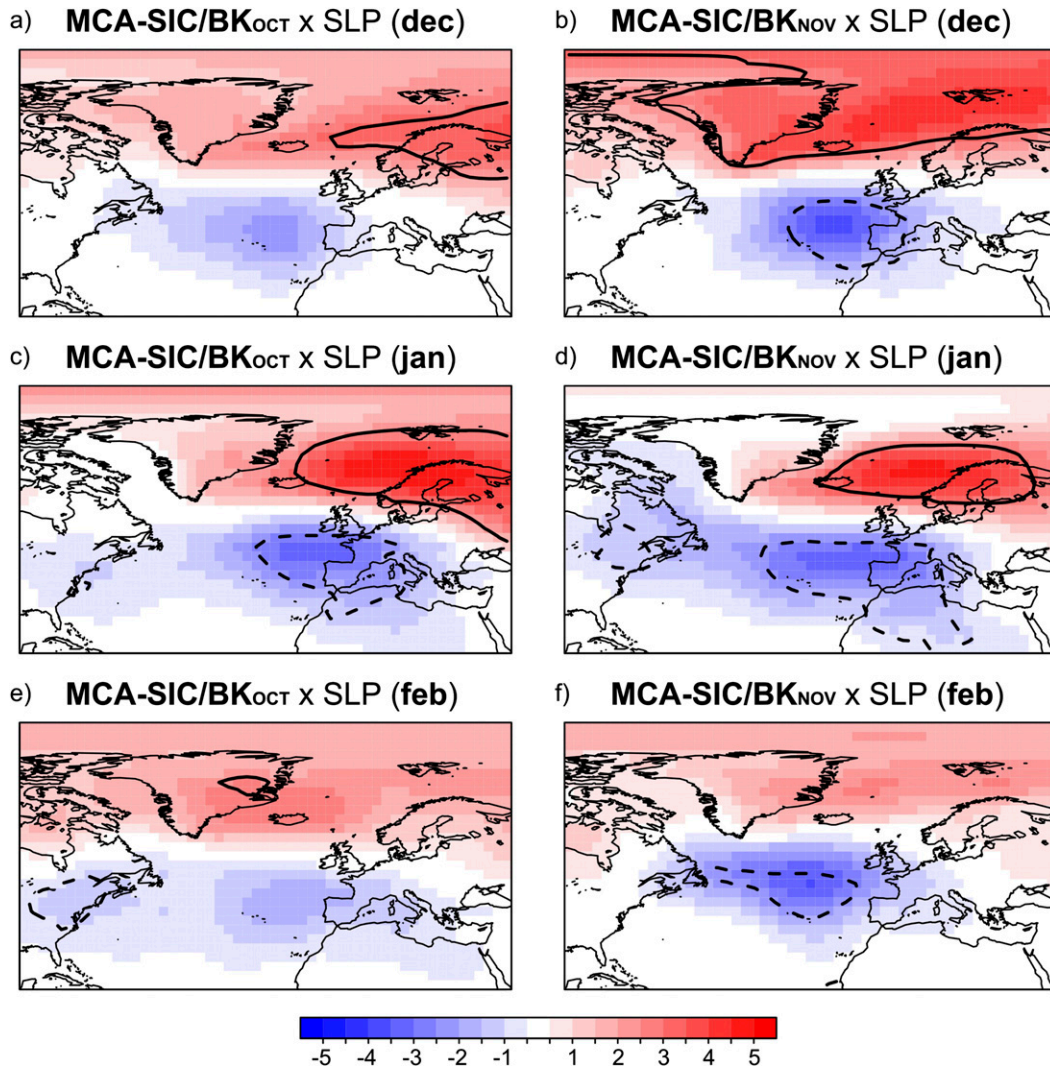 a) MCA-SIC/BKOCT x SLP (dec)
b) MCA-SIC/BKNOV x SLP (dec)
c) MCA-SIC/BKOCT x SLP (jan)
d) MCA-SIC/BKNOV x SLP (jan)
e) MCA-SIC/BKOCT x SLP (feb)
f) MCA-SIC/BKNOV x SLP (feb)
-5 -4 -3 -2 -1 1 2 3 4 5